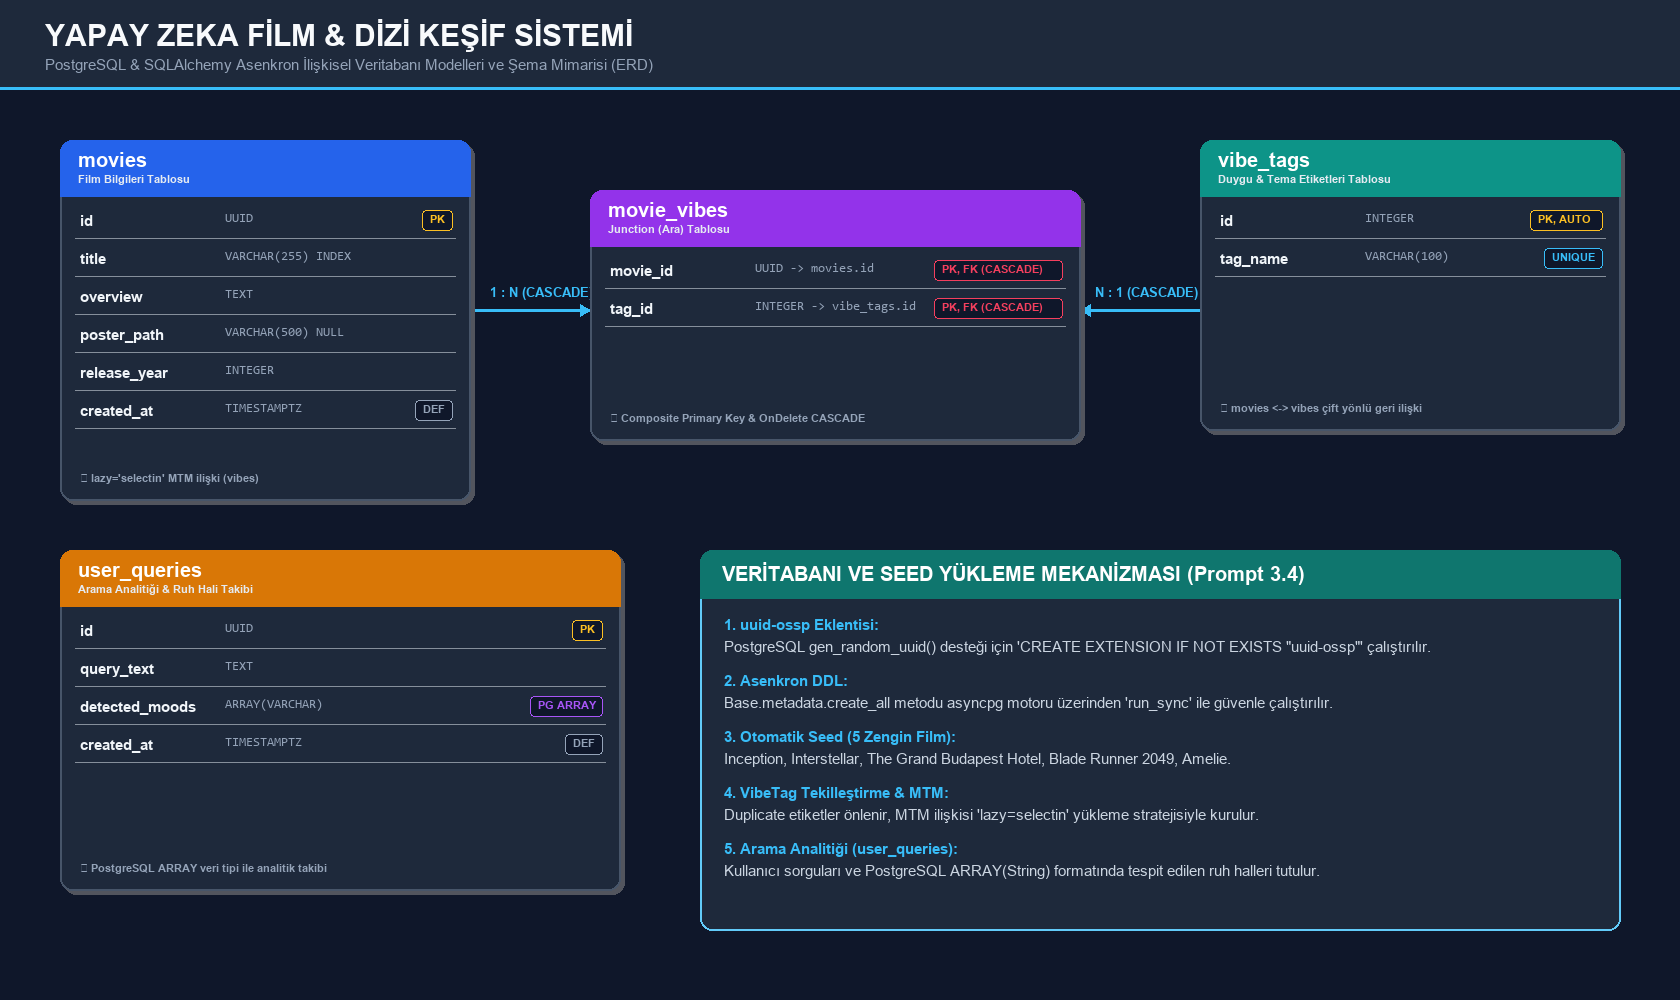 YAPAY ZEKA FİLM & DİZİ KEŞİF SİSTEMİ
PostgreSQL & SQLAlchemy Asenkron İlişkisel Veritabanı Modelleri ve Şema Mimarisi (ERD)
movies
Film Bilgileri Tablosu
id UUID PK
title VARCHAR(255) INDEX
overview TEXT
poster_path VARCHAR(500) NULL
release_year INTEGER
created_at TIMESTAMPTZ DEF
lazy='selectin' MTM ilişki (vibes)
1 : N (CASCADE)
movie_vibes
Junction (Ara) Tablosu
movie_id UUID -> movies.id PK, FK (CASCADE)
tag_id INTEGER -> vibe_tags.id PK, FK (CASCADE)
Composite Primary Key & OnDelete CASCADE
N : 1 (CASCADE)
vibe_tags
Duygu & Tema Etiketleri Tablosu
id INTEGER PK, AUTO
tag_name VARCHAR(100) UNIQUE
movies <-> vibes çift yönlü geri ilişki
user_queries
Arama Analitiği & Ruh Hali Takibi
id UUID PK
query_text TEXT
detected_moods ARRAY(VARCHAR) PG ARRAY
created_at TIMESTAMPTZ DEF
PostgreSQL ARRAY veri tipi ile analitik takibi
VERİTABANI VE SEED YÜKLEME MEKANİZMASI (Prompt 3.4)
1. uuid-ossp Eklentisi:
PostgreSQL gen_random_uuid() desteği için 'CREATE EXTENSION IF NOT EXISTS "uuid-ossp"' çalıştırılır.
2. Asenkron DDL:
Base.metadata.create_all metodu asyncpg motoru üzerinden 'run_sync' ile güvenle çalıştırılır.
3. Otomatik Seed (5 Zengin Film):
Inception, Interstellar, The Grand Budapest Hotel, Blade Runner 2049, Amelie.
4. VibeTag Tekilleştirme & MTM:
Duplicate etiketler önlenir, MTM ilişkisi 'lazy=selectin' yükleme stratejisiyle kurulur.
5. Arama Analitiği (user_queries):
Kullanıcı sorguları ve PostgreSQL ARRAY(String) formatında tespit edilen ruh halleri tutulur.